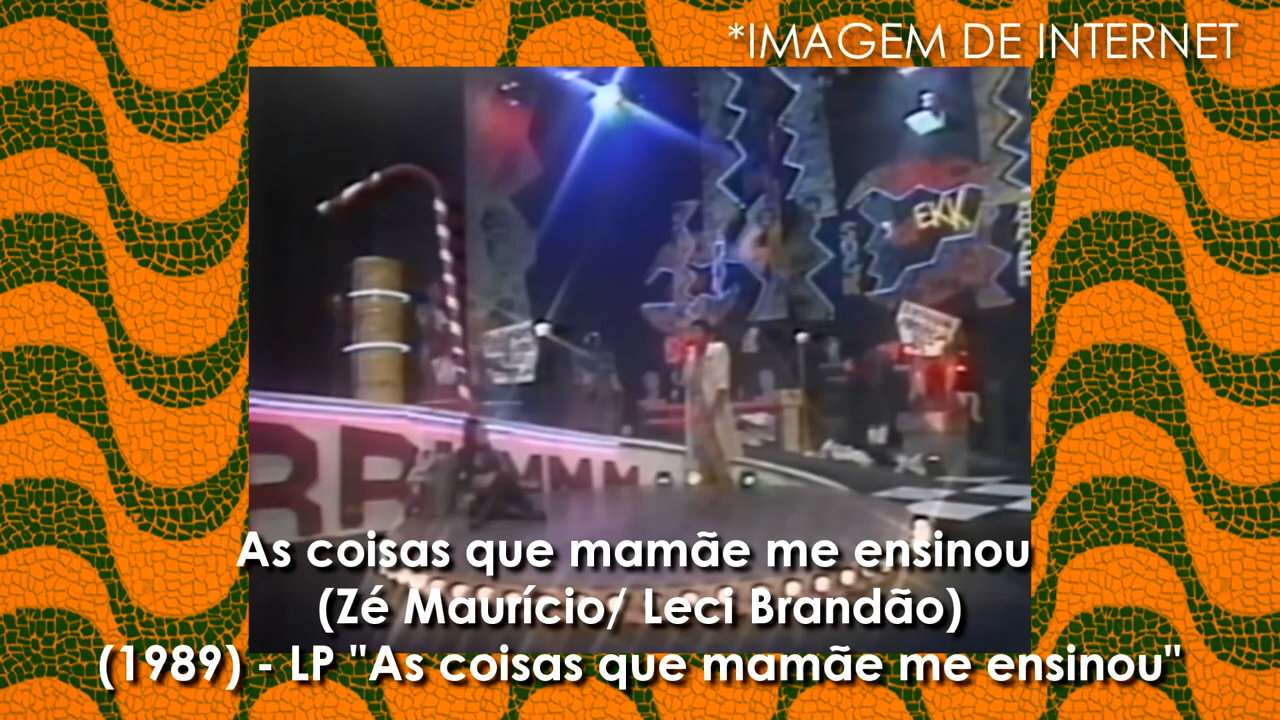 *IMAGEM DE INTERNET
EKK
As coisas que mamãe me ensinou
(Zé Maurício/ Leci Brandão)
(1989) - LP "As coisas que mamãe me ensinou"